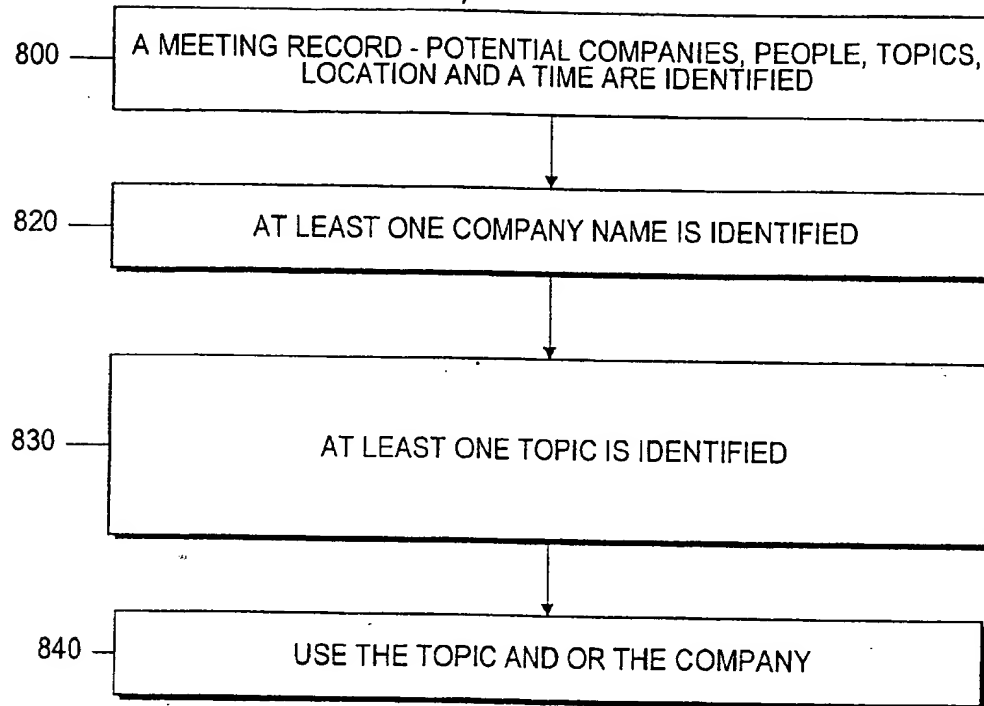 800
A MEETING RECORD - POTENTIAL COMPANIES, PEOPLE, TOPICS,
LOCATION AND A TIME ARE IDENTIFIED
820
AT LEAST ONE COMPANY NAME IS IDENTIFIED
830
AT LEAST ONE TOPIC IS IDENTIFIED
840
USE THE TOPIC AND OR THE COMPANY